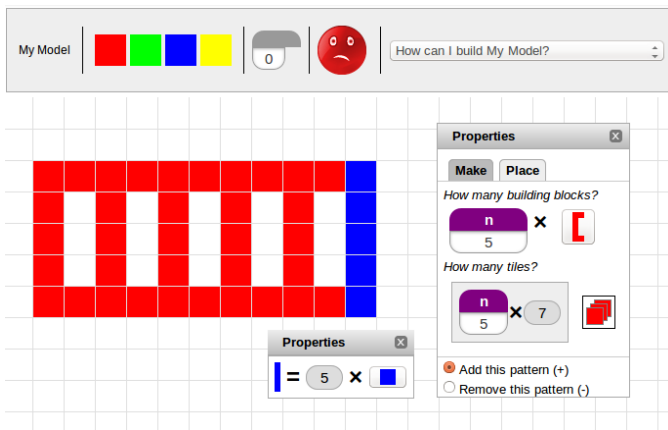 My Model
0
How can I build My Model?
Properties X
Make Place
How many building blocks?
n
5
×
How many tiles?
n
5
× 7
Add this pattern (+)
Remove this pattern (-)
Properties X
= 5 ×